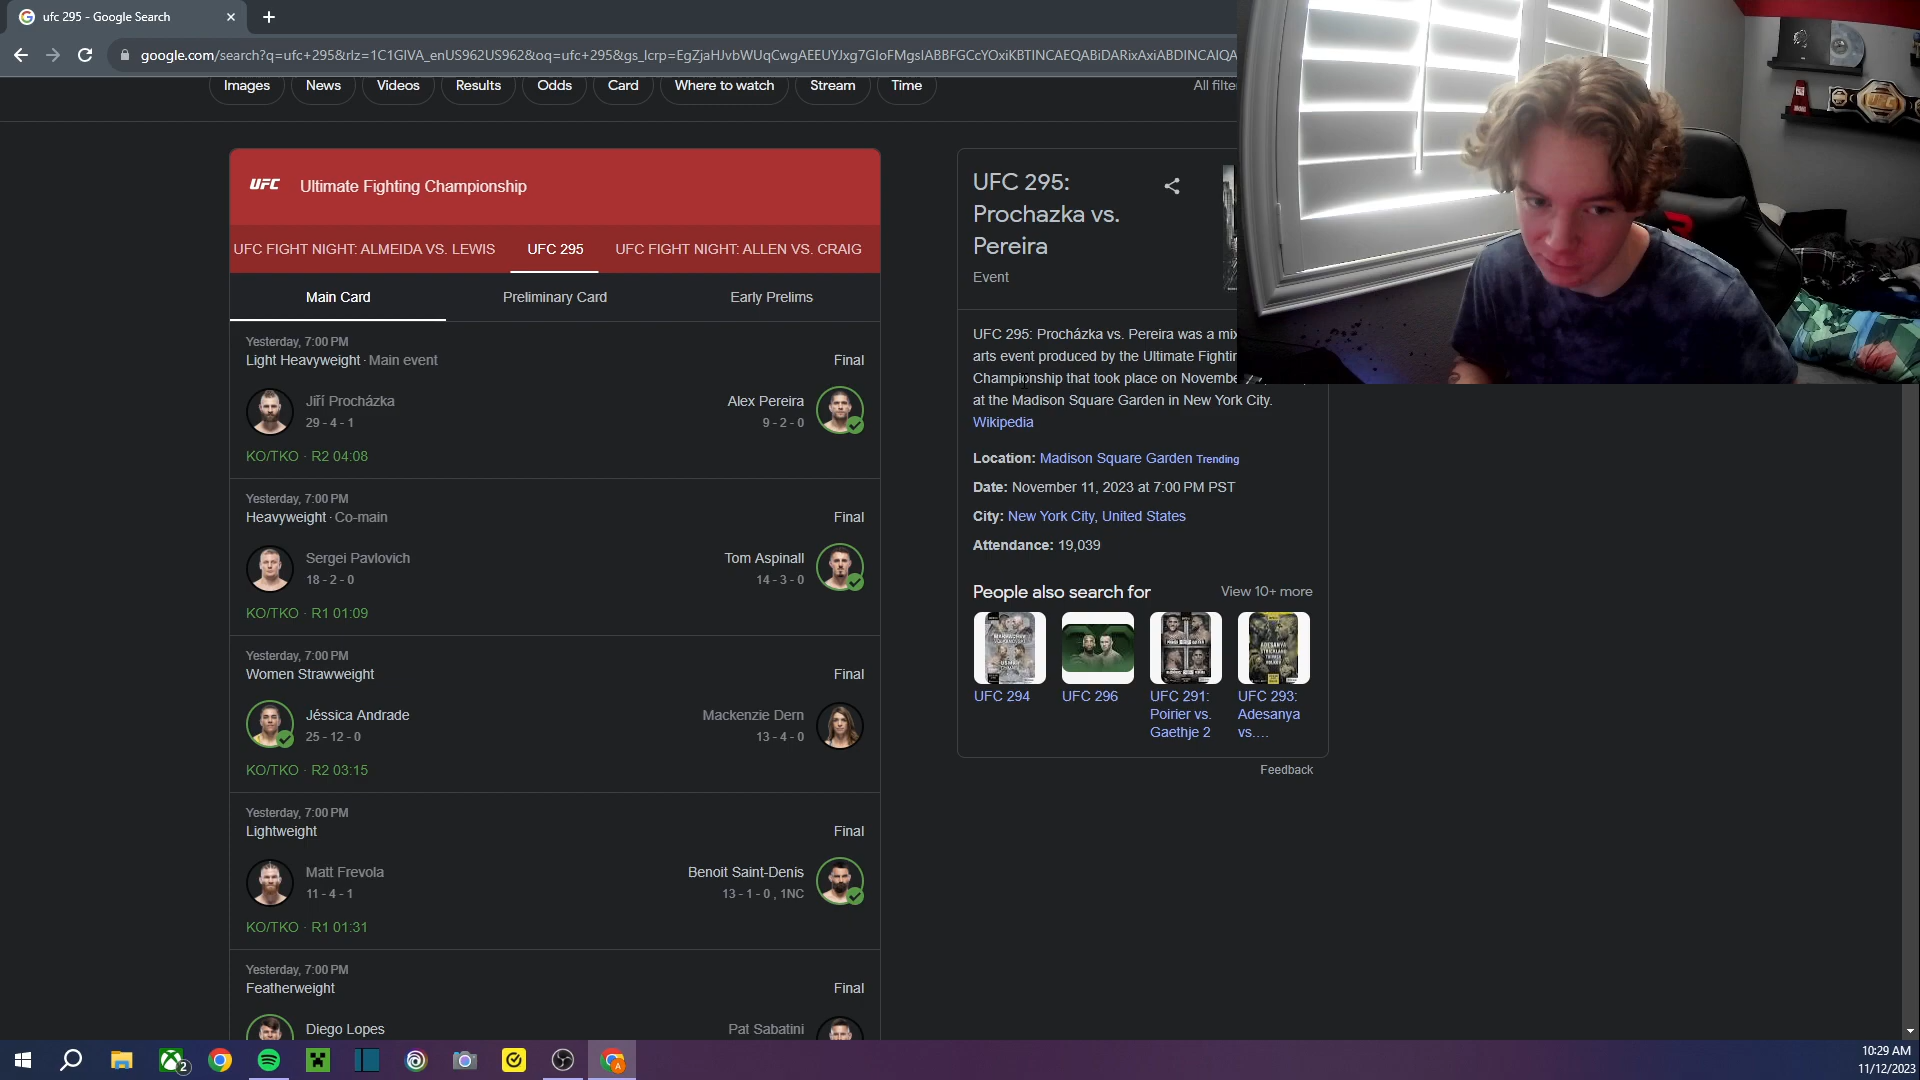 ufc 295 - Google Search
google.com/search?q=ufc+295&rlz=1C1GIVA_enUS962US962&oq=ufc+295&gs_lcrp=
Images News Videos Results Odds Card Where to watch Stream Time All filte
UFC Ultimate Fighting Championship
UFC FIGHT NIGHT: ALMEIDA VS. LEWIS UFC 295 UFC FIGHT NIGHT: ALLEN VS. CRAIG
Main Card Preliminary Card Early Prelims
Yesterday, 7:00 PM
Light Heavyweight · Main event Final
Jiří Procházka Alex Pereira
29 - 4 - 1 9 - 2 - 0
KO/TKO · R2 04:08
Yesterday, 7:00 PM
Heavyweight · Co-main Final
Sergei Pavlovich Tom Aspinall
18 - 2 - 0 14 - 3 - 0
KO/TKO · R1 01:09
Yesterday, 7:00 PM
Women Strawweight Final
Jéssica Andrade Mackenzie Dern
25 - 12 - 0 13 - 4 - 0
KO/TKO · R2 03:15
Yesterday, 7:00 PM
Lightweight Final
Matt Frevola Benoit Saint-Denis
11 - 4 - 1 13 - 1 - 0 , 1NC
KO/TKO · R1 01:31
Yesterday, 7:00 PM
Featherweight Final
Diego Lopes Pat Sabatini
UFC 295:
Prochazka vs.
Pereira
Event
UFC 295: Procházka vs. Pereira was a mix
arts event produced by the Ultimate Fightin
Championship that took place on Novembe
at the Madison Square Garden in New York City.
Wikipedia
Location: Madison Square Garden Trending
Date: November 11, 2023 at 7:00 PM PST
City: New York City, United States
Attendance: 19,039
People also search for View 10+ more
UFC 294 UFC 296 UFC 291: UFC 293:
Poirier vs. Adesanya
Gaethje 2 vs.…
Feedback
2
A
10:29 AM
11/12/2023